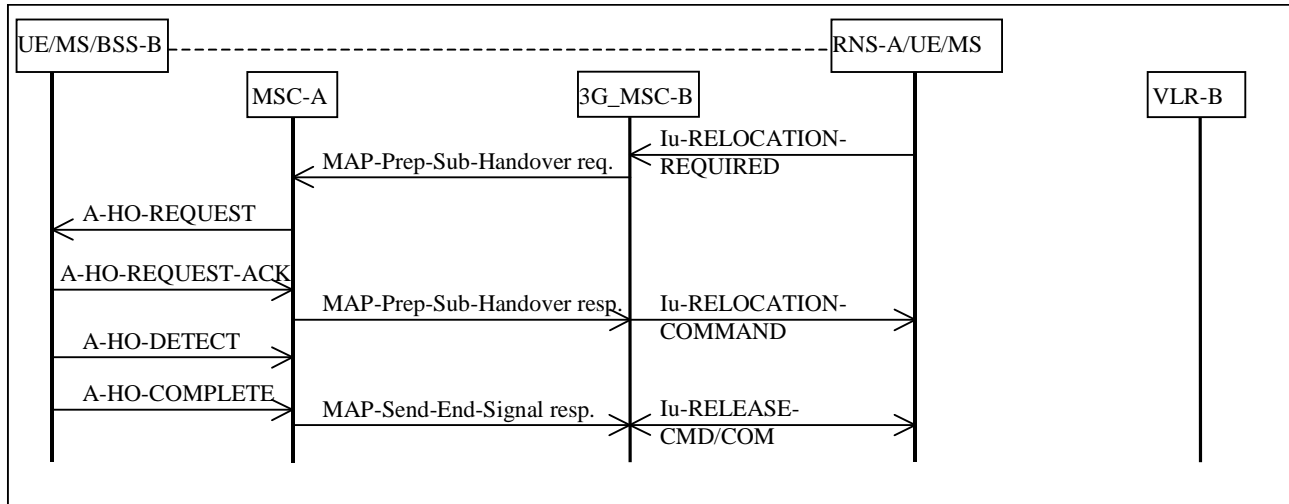 UE/MS/BSS-B
RNS-A/UE/MS
MSC-A
3G_MSC-B
VLR-B
Iu-RELOCATION-
REQUIRED
MAP-Prep-Sub-Handover req.
A-HO-REQUEST
A-HO-REQUEST-ACK
MAP-Prep-Sub-Handover resp.
Iu-RELOCATION-
COMMAND
A-HO-DETECT
A-HO-COMPLETE
MAP-Send-End-Signal resp.
Iu-RELEASE-
CMD/COM